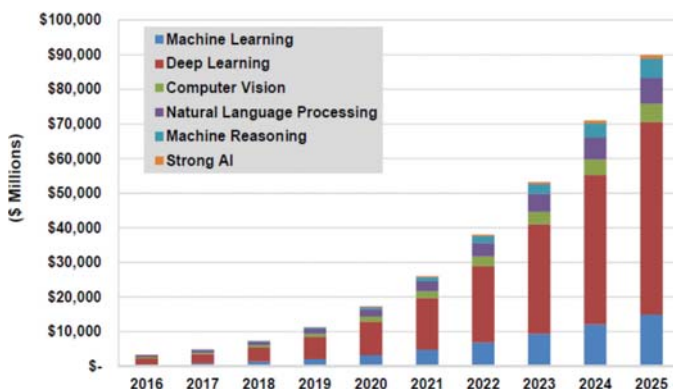 $100,000
$90,000
$80,000
$70,000
$60,000
$50,000
$40,000
$30,000
$20,000
$10,000
$-
($ Millions)
Machine Learning
Deep Learning
Computer Vision
Natural Language Processing
Machine Reasoning
Strong AI
2016 2017 2018 2019 2020 2021 2022 2023 2024 2025